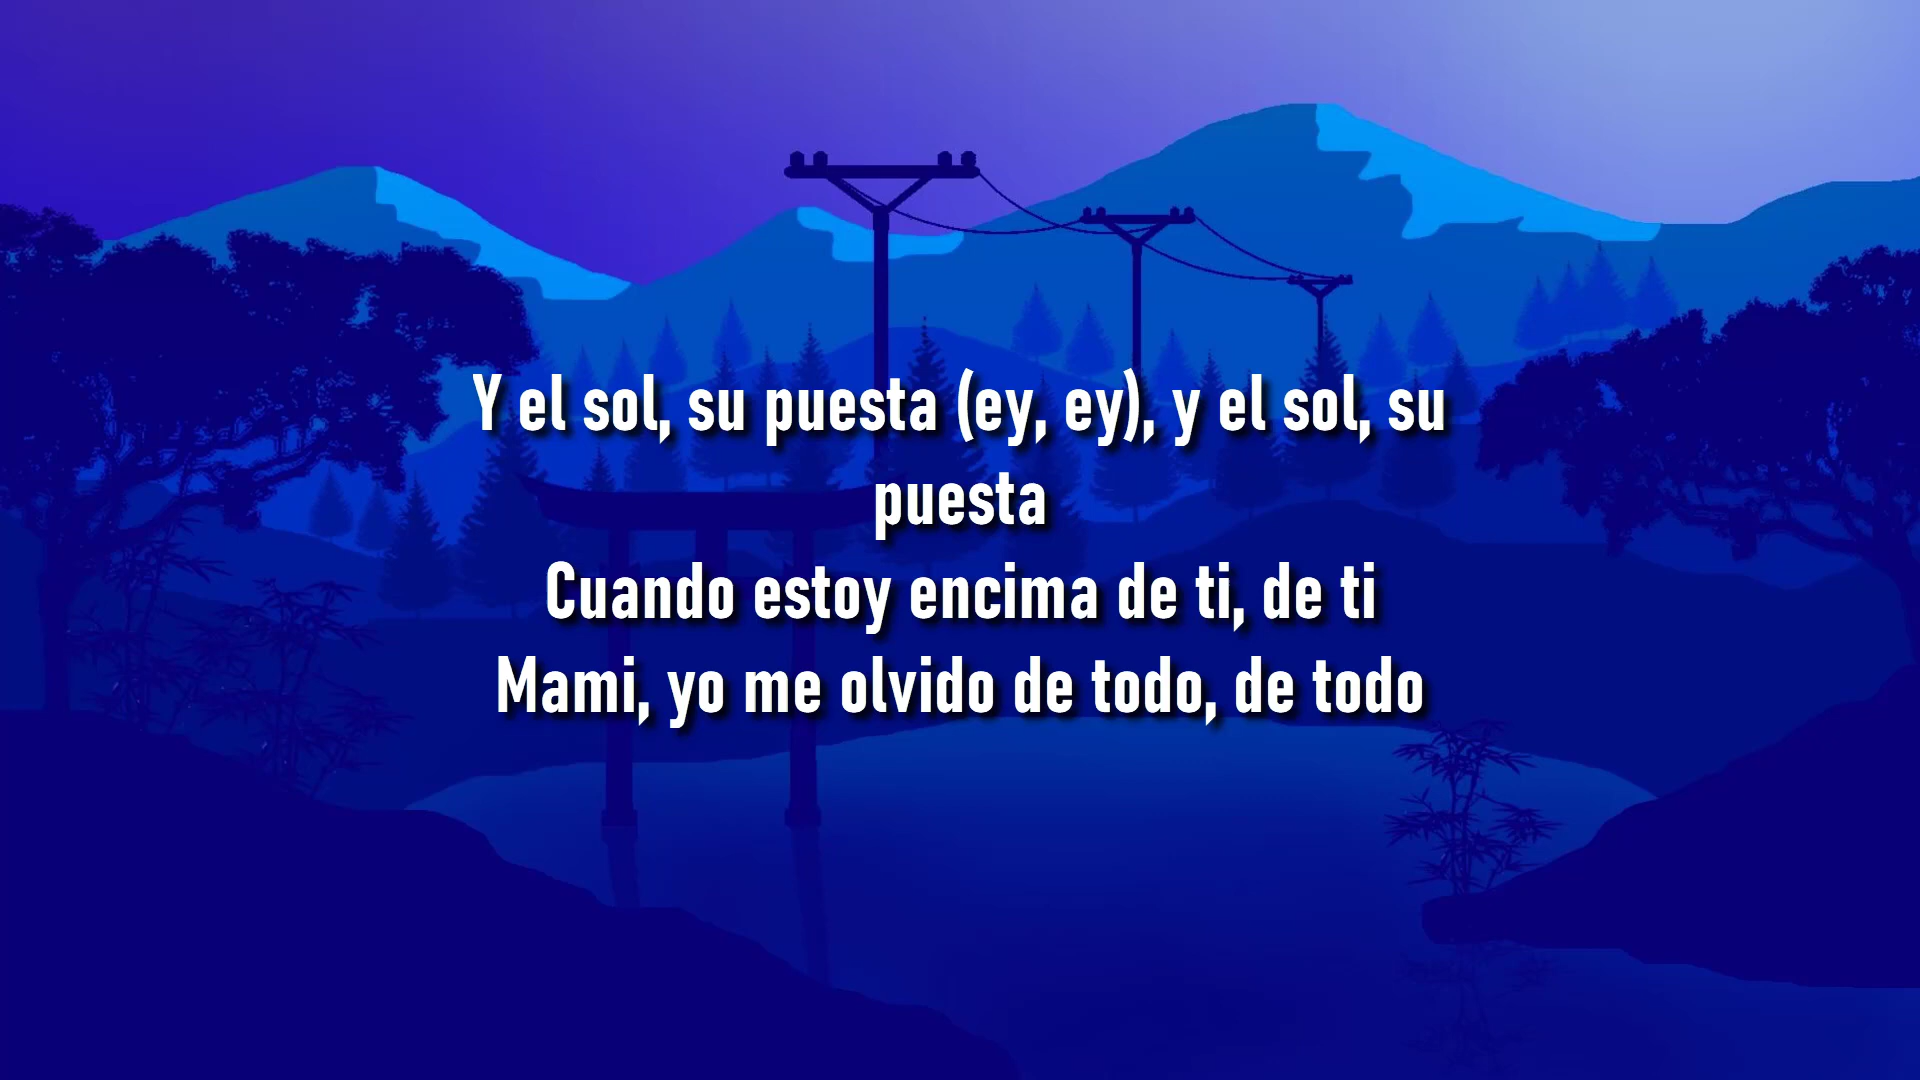 Y el sol, su puesta (ey, ey), y el sol, su
puesta
Cuando estoy encima de ti, de ti
Mami, yo me olvido de todo, de todo